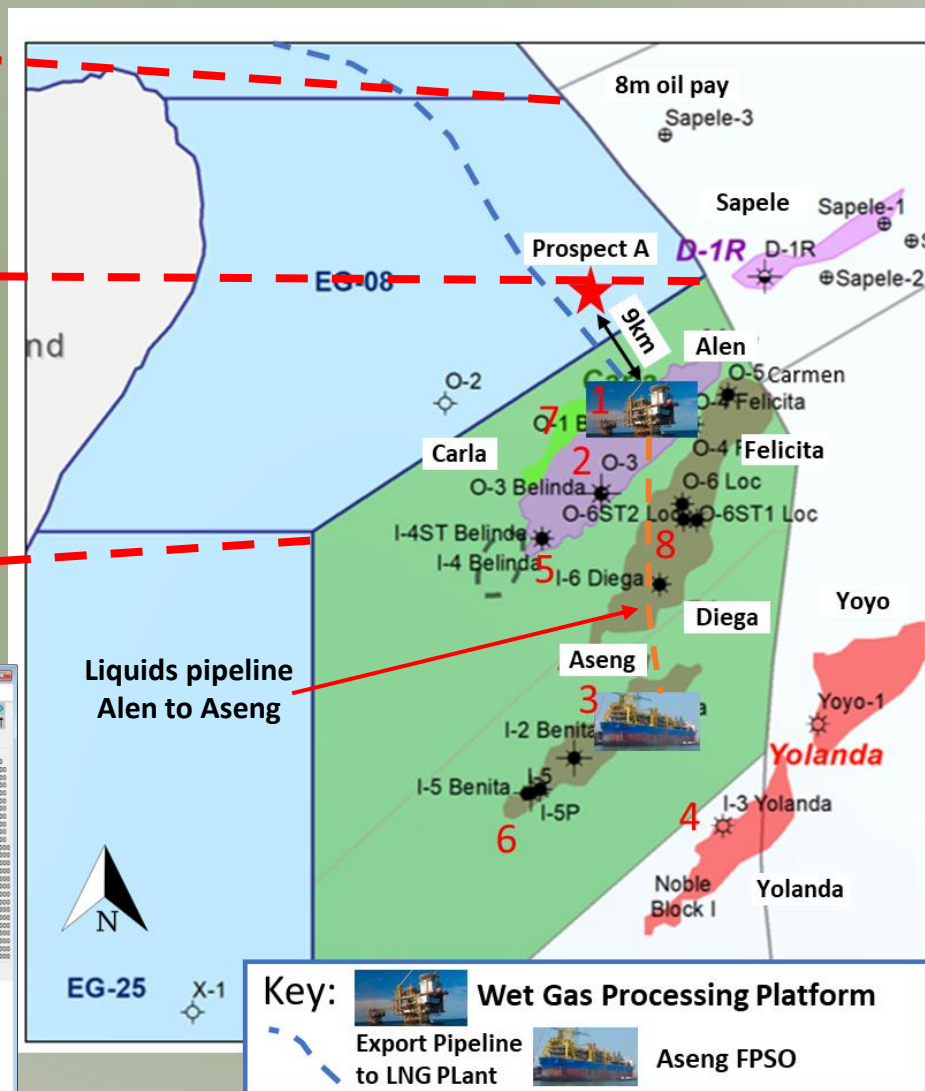 8m oil pay
Sapele-3
Sapele
Sapele-1
Prospect A
D-1R
D-1R
Sapele-2
EG-08
9km
nd
Alen
O-5 Carmen
O-2
1
O-4 Felicita
7
O-1 B
Carla
2
O-3
O-4 F
Felicita
O-3 Belinda
O-6 Loc
O-6ST2 Loc
O-6ST1 Loc
I-4ST Belinda
8
I-4 Belinda
5
I-6 Diega
Yoyo
Diega
Liquids pipeline
Alen to Aseng
Aseng
3
I-2 Benita
a
Yoyo-1
Yolanda
I-5 Benita
I-5
I-5P
6
4
I-3 Yolanda
Noble
Block I
Yolanda
N
EG-25
X-1
Key:
Wet Gas Processing Platform
Export Pipeline
to LNG PLant
Aseng FPSO